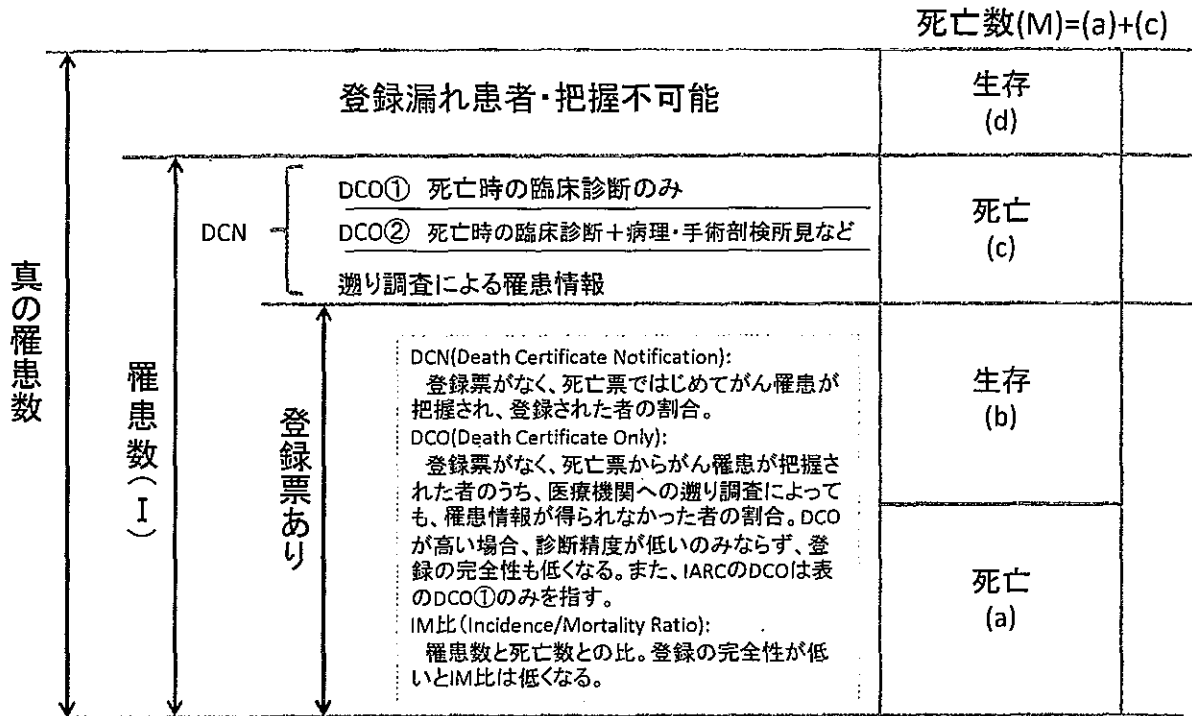 死亡数(M)=(a)+(c)
登録漏れ患者・把握不可能
生存
(d)
DCN
DCO① 死亡時の臨床診断のみ
DCO② 死亡時の臨床診断+病理・手術剖検所見など
遡り調査による罹患情報
死亡
(c)
真の罹患数
罹患数(I)
登録票あり
DCN(Death Certificate Notification):
登録票がなく、死亡票ではじめてがん罹患が
把握され、登録された者の割合。
DCO(Death Certificate Only):
登録票がなく、死亡票からがん罹患が把握さ
れた者のうち、医療機関への遡り調査によって
も、罹患情報が得られなかった者の割合。DCO
が高い場合、診断精度が低いのみならず、登
録の完全性も低くなる。また、IARCのDCOは表
のDCO①のみを指す。
IM比(Incidence/Mortality Ratio):
罹患数と死亡数との比。登録の完全性が低
いとIM比は低くなる。
生存
(b)
死亡
(a)